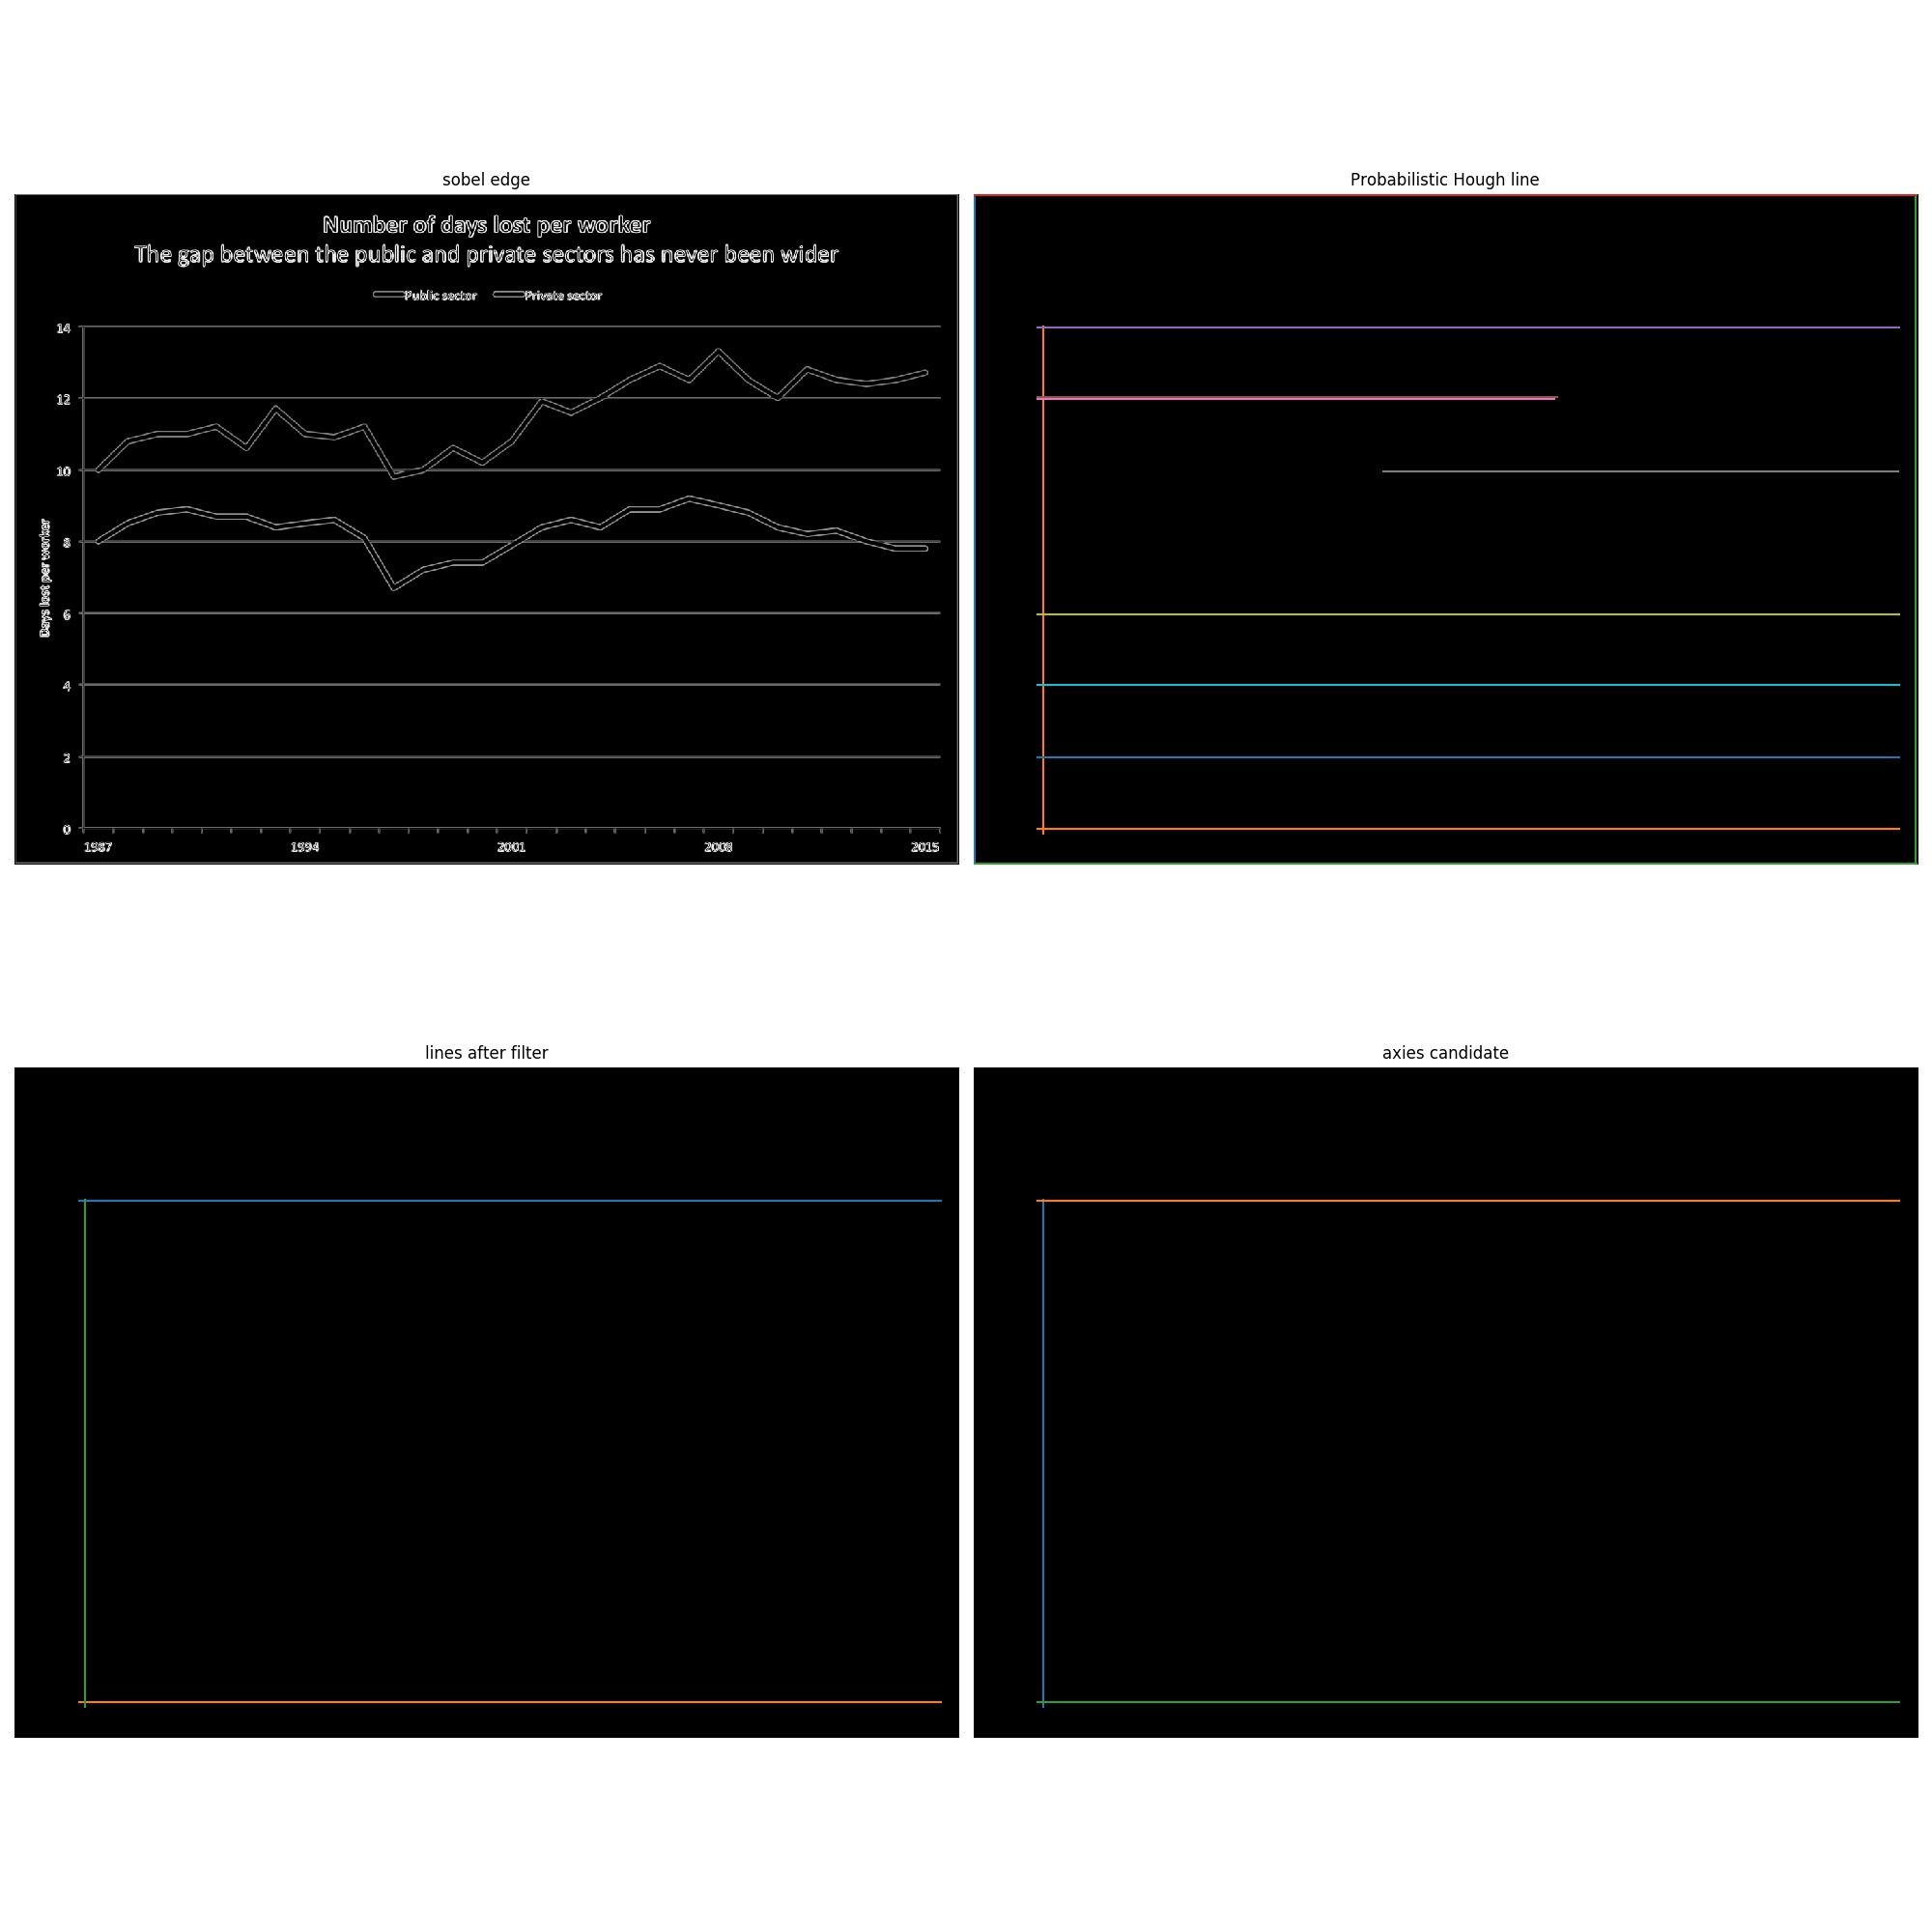 sobel edge
Probabilistic Hough line
Number of days lost per worker
The gap between the public and private sectors has never been wider
Public sector Private sector
14
12
10
8
6
4
2
0
Days lost per worker
1987 1994 2001 2008 2015
lines after filter
axies candidate